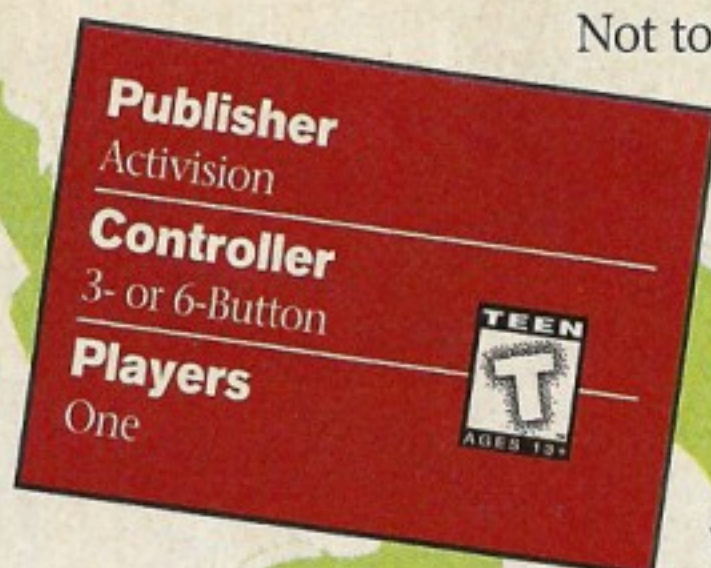 Not to
Publisher
Activision
Controller
3- or 6-Button
Players
One
TEEN
T
AGES 13+